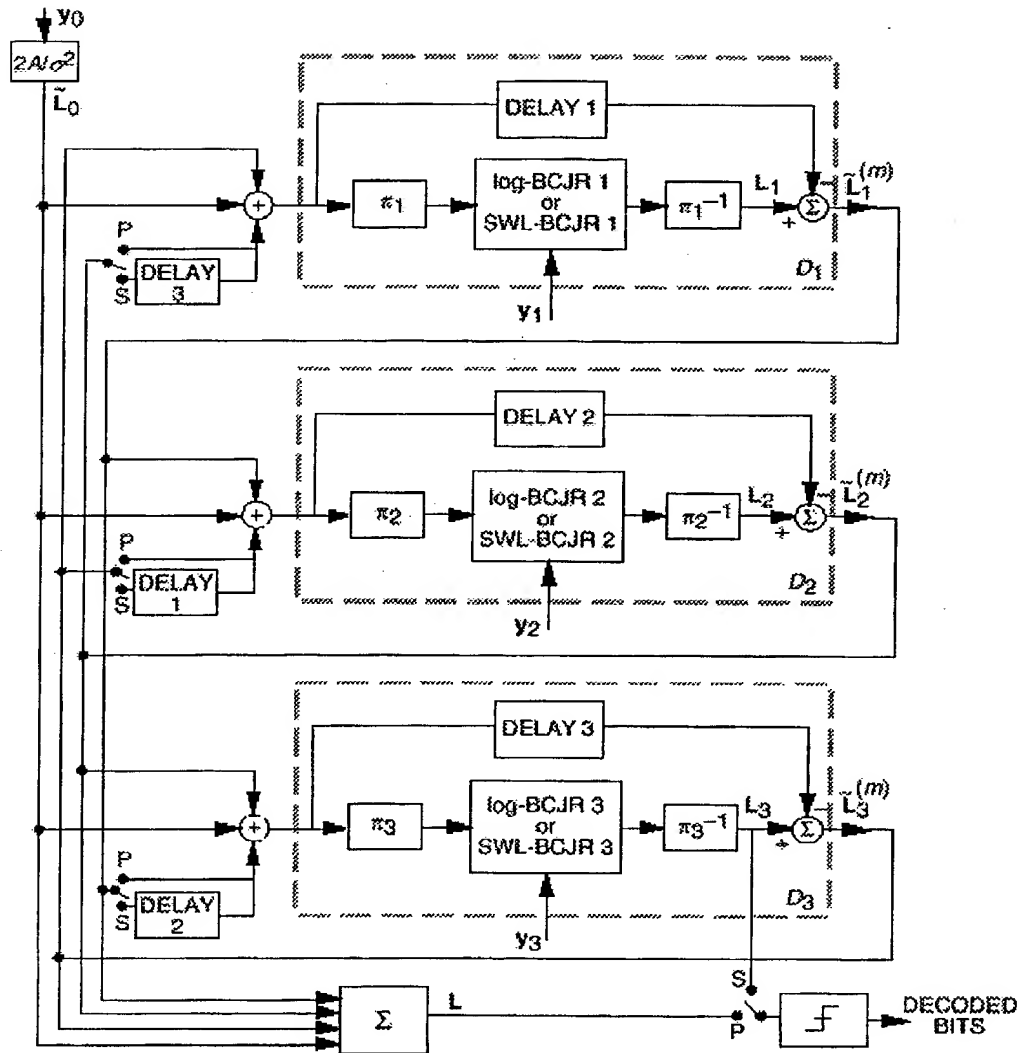 y0
2A/σ²
L̃0
DELAY 1
π1
log-BCJR 1
or
SWL-BCJR 1
π1⁻¹
L1
+
−
Σ
L̃1(m)
+
P
S
DELAY
3
D1
y1
DELAY 2
π2
log-BCJR 2
or
SWL-BCJR 2
π2⁻¹
L2
+
−
Σ
L̃2(m)
+
P
S
DELAY
1
D2
y2
DELAY 3
π3
log-BCJR 3
or
SWL-BCJR 3
π3⁻¹
L3
+
−
Σ
L̃3(m)
+
P
S
DELAY
2
D3
y3
Σ
L
S
P
DECODED
BITS